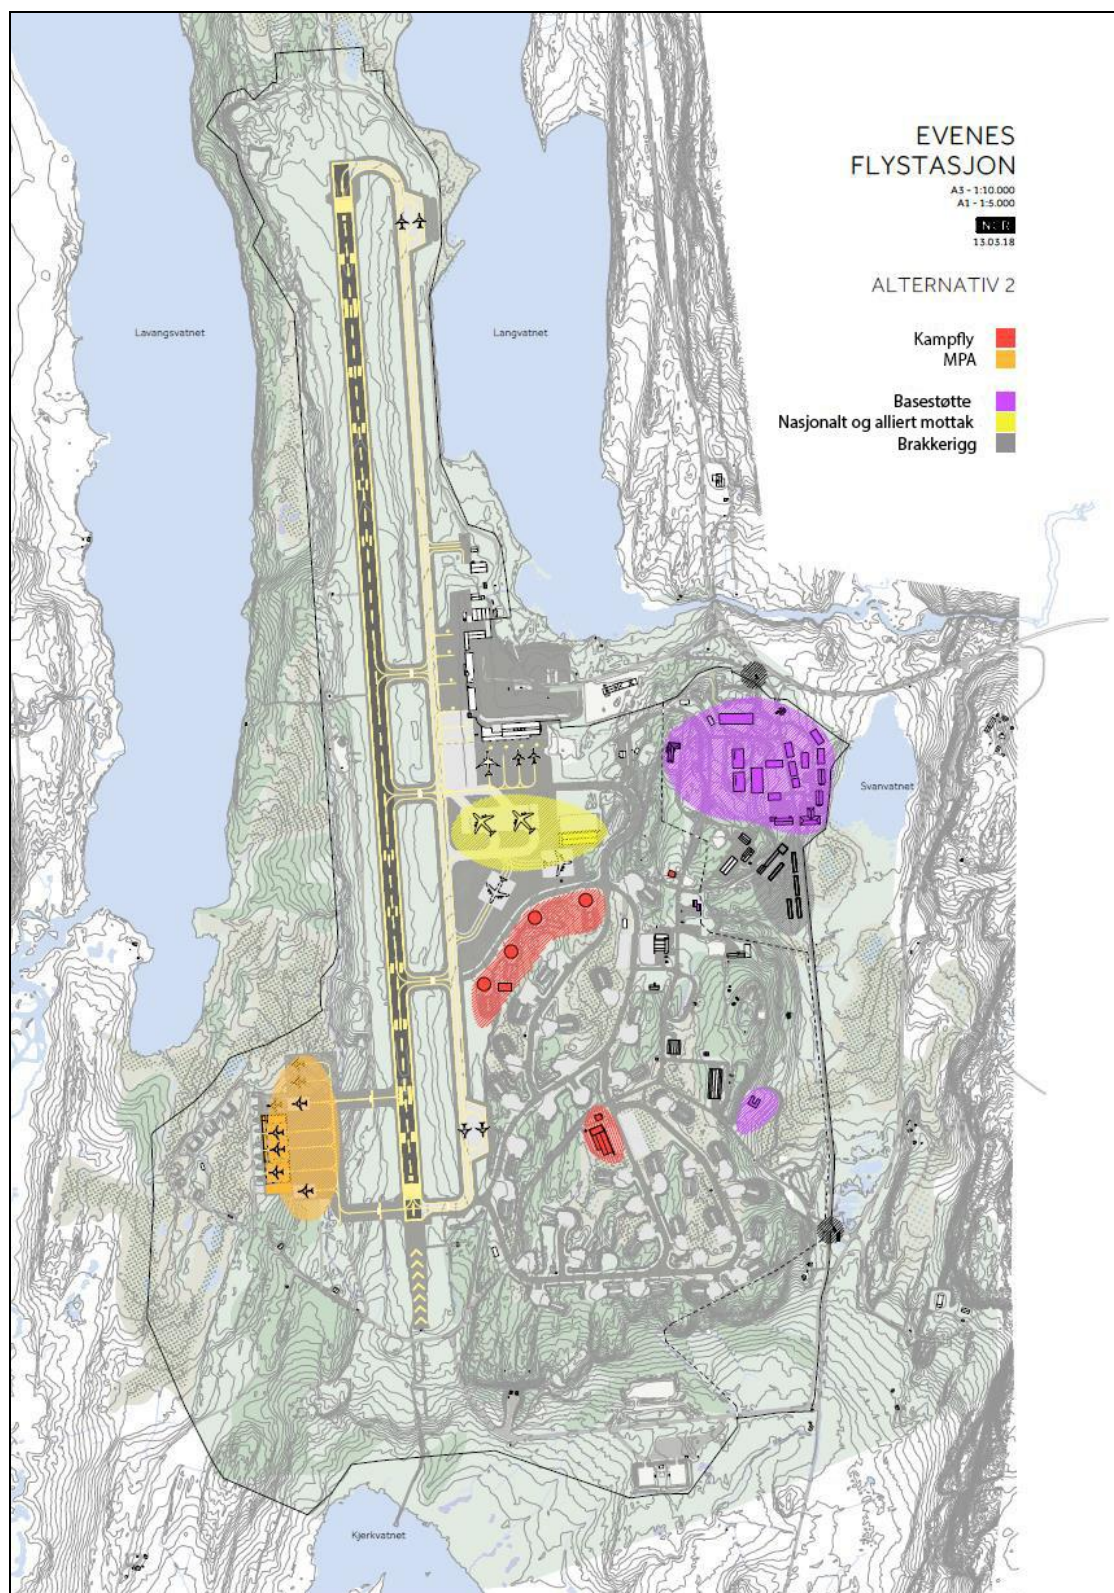 EVENES
FLYSTASJON
A3 - 1:10.000
A1 - 1:5.000
13.03.18
ALTERNATIV 2
Kampfly
MPA
Basestøtte
Nasjonalt og alliert mottak
Brakkerigg
Lavangsvatnet
Langvatnet
Svanvatnet
Kjerkvatnet